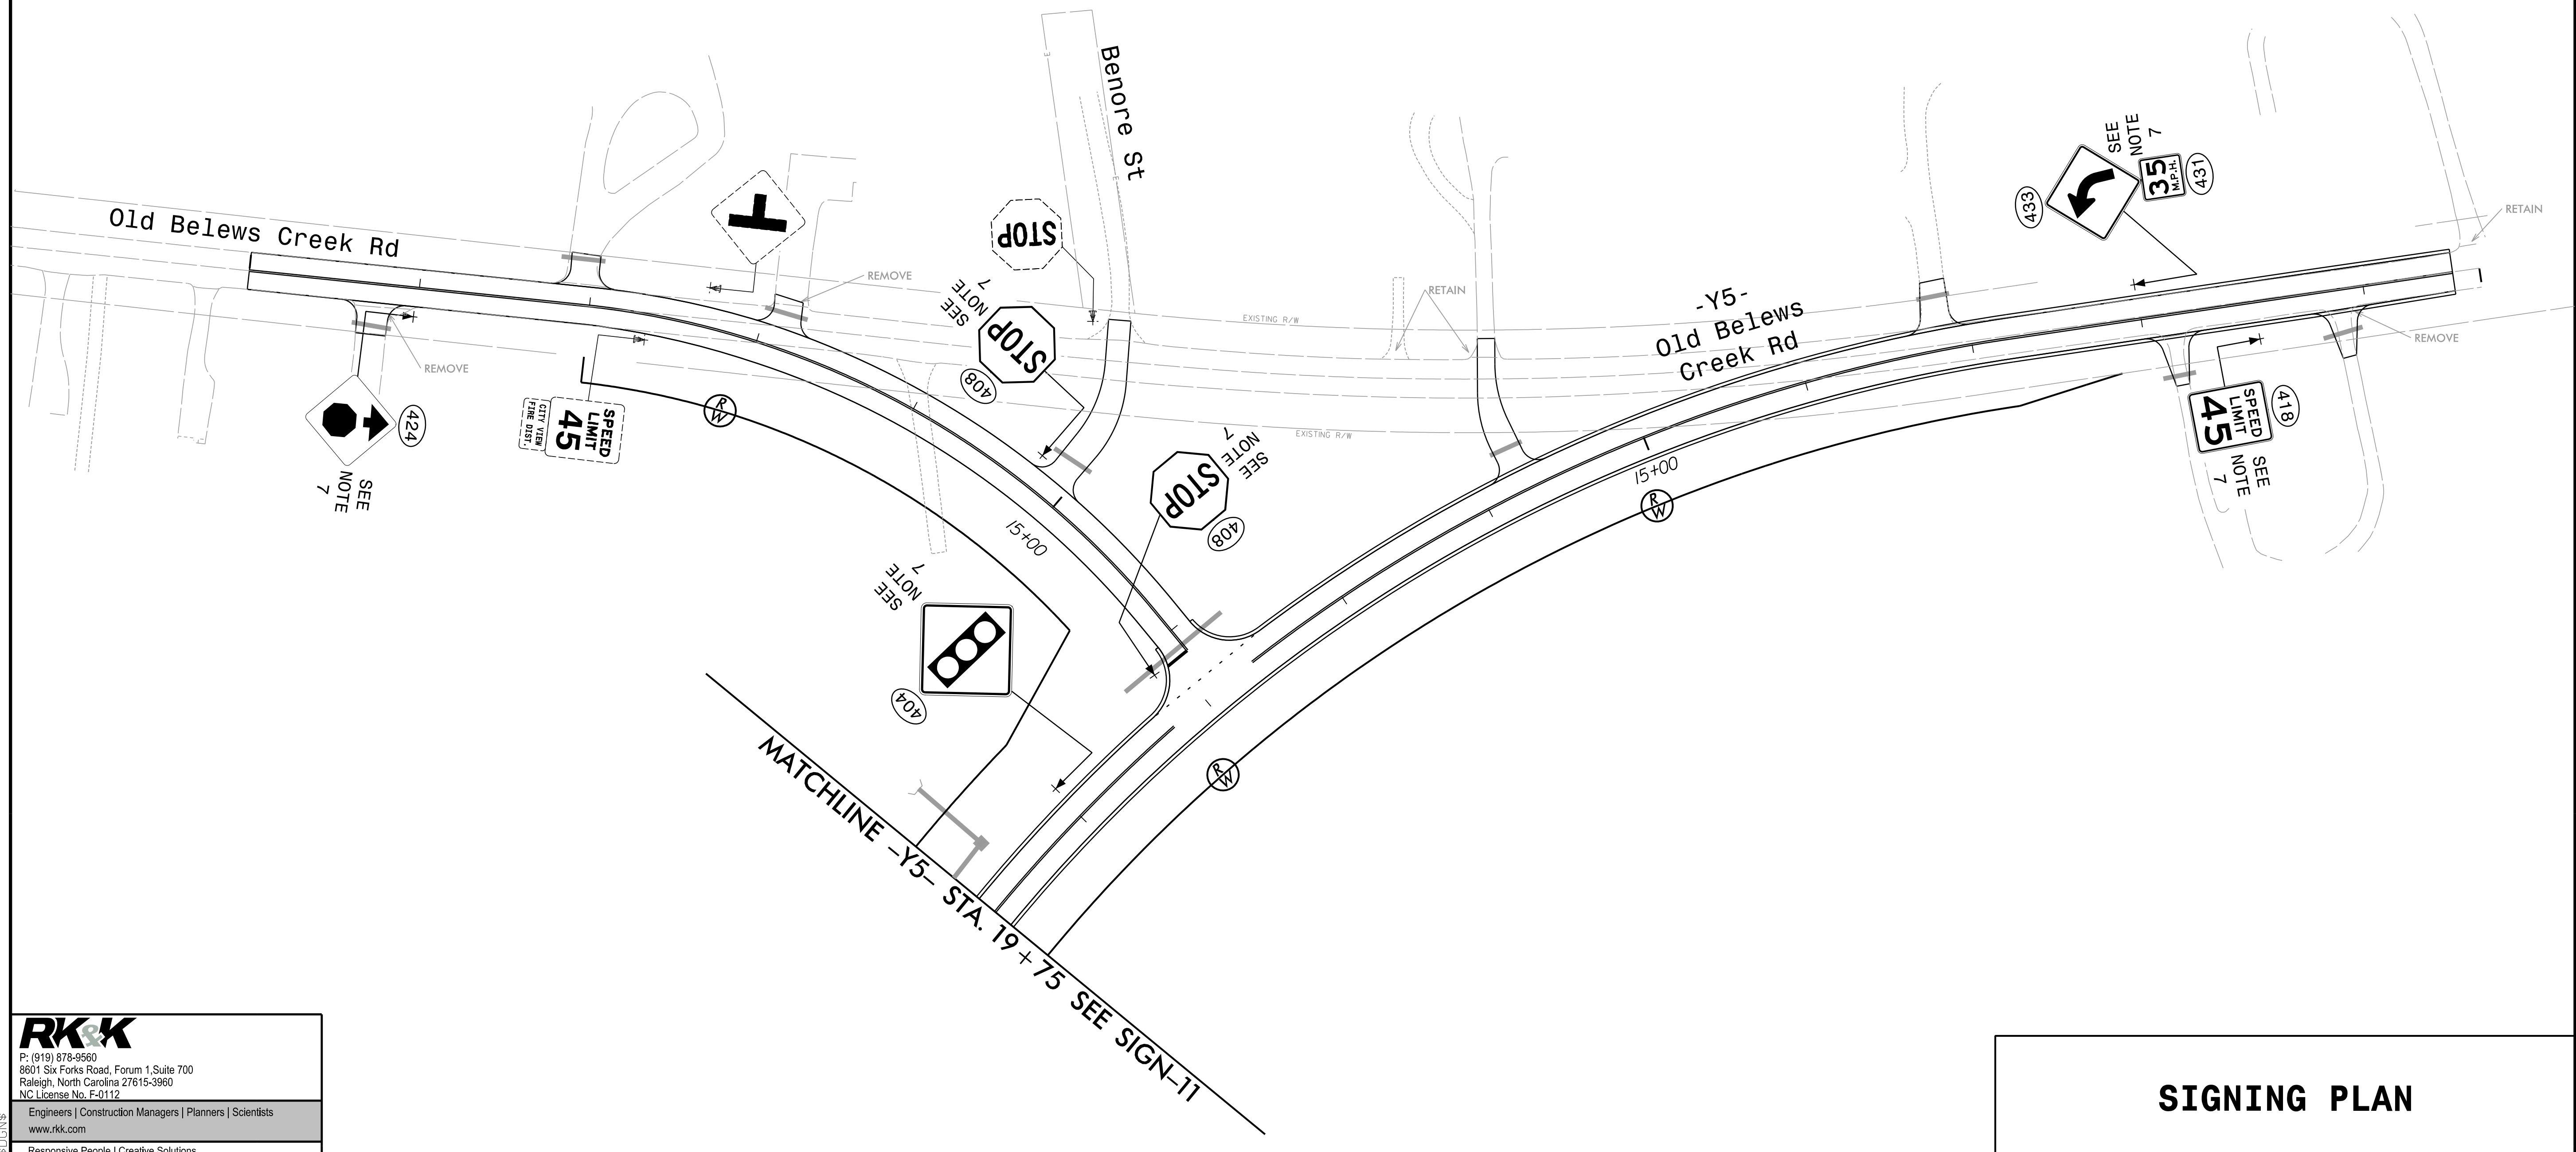 Benore St
SEE
NOTE
7
35
M.P.H.
431
433
RETAIN
Old Belews Creek Rd
STOP
REMOVE
SEE
NOTE
7
STOP
408
EXISTING R/W
RETAIN
-Y5-
Old Belews
Creek Rd
REMOVE
REMOVE
424
SEE
NOTE
7
SPEED
LIMIT
45
CITY VIEW
FIRE DIST.
R/W
EXISTING R/W
SEE
NOTE
7
STOP
408
15+00
15+00
R/W
SPEED
LIMIT
45
418
SEE
NOTE
7
SEE
NOTE
7
404
R/W
E
E
MATCHLINE -Y5- STA. 19+75 SEE SIGN-11
RK&K
P: (919) 878-9560
8601 Six Forks Road, Forum 1,Suite 700
Raleigh, North Carolina 27615-3960
NC License No. F-0112
Engineers | Construction Managers | Planners | Scientists
www.rkk.com
Responsive People | Creative Solutions
SIGNING PLAN